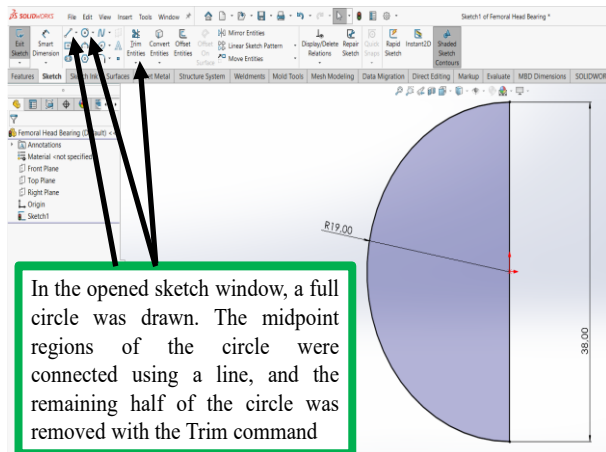 SOLIDWORKS File Edit View Insert Tools Window Sketch1 of Femoral Head Bearing *
Exit Sketch
Smart Dimension
Trim Entities
Convert Entities
Offset Entities
Offset On Surface
Mirror Entities
Linear Sketch Pattern
Move Entities
Display/Delete Relations
Repair Sketch
Quick Snaps
Rapid Sketch
Instant2D
Shaded Sketch Contours
Features Sketch Surfaces Structure System Weldments Mold Tools Mesh Modeling Data Migration Direct Editing Markup Evaluate MBD Dimensions SOLIDWOR
Annotations
Material <not specified
Front Plane
Top Plane
Right Plane
Origin
Sketch1
R19,00
38,00
In the opened sketch window, a full
circle was drawn. The midpoint
regions of the circle were
connected using a line, and the
remaining half of the circle was
removed with the Trim command